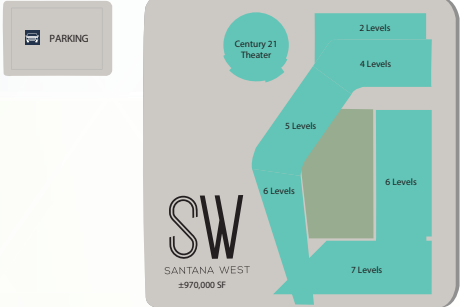 PARKING
Century 21
Theater
2 Levels
4 Levels
5 Levels
6 Levels
6 Levels
7 Levels
SW
SANTANA WEST
±970,000 SF